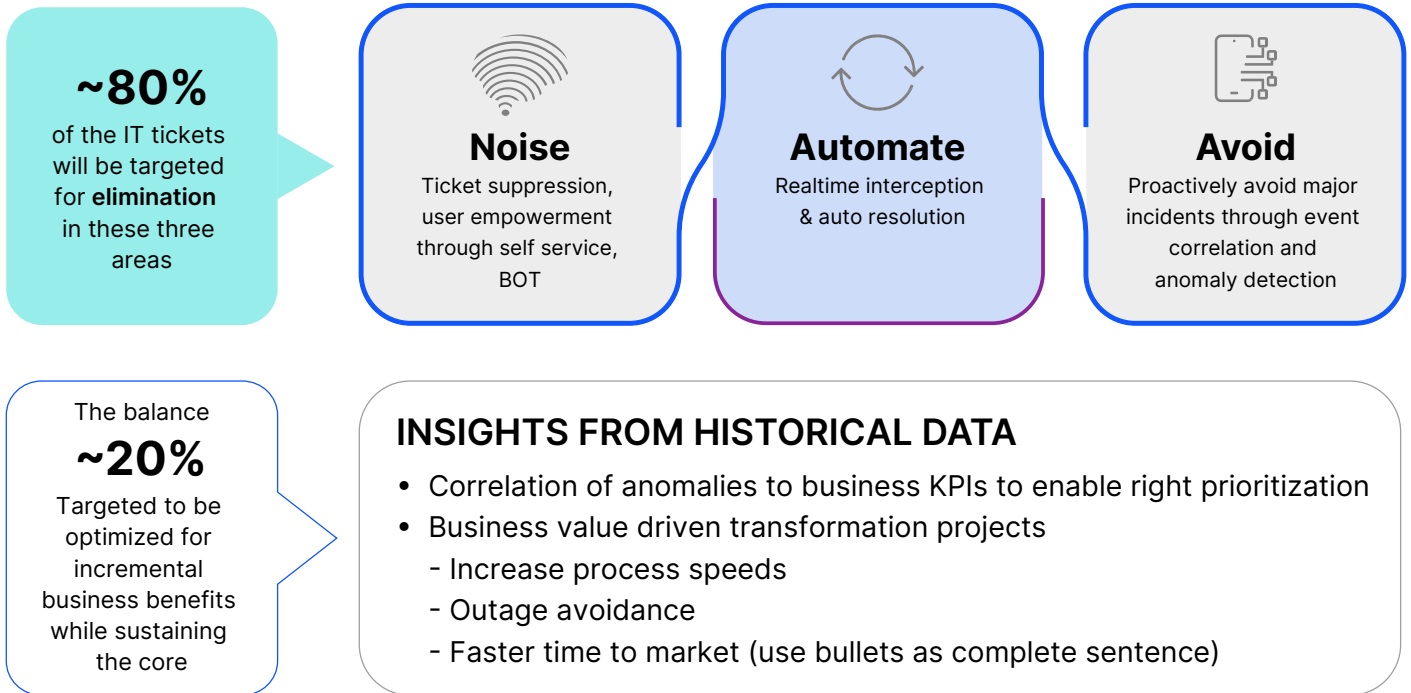 ~80%
of the IT tickets
will be targeted
for elimination
in these three
areas
Noise
Ticket suppression,
user empowerment
through self service,
BOT
Automate
Realtime interception
& auto resolution
Avoid
Proactively avoid major
incidents through event
correlation and
anomaly detection
The balance
~20%
Targeted to be
optimized for
incremental
business benefits
while sustaining
the core
INSIGHTS FROM HISTORICAL DATA
• Correlation of anomalies to business KPIs to enable right prioritization
• Business value driven transformation projects
- Increase process speeds
- Outage avoidance
- Faster time to market (use bullets as complete sentence)